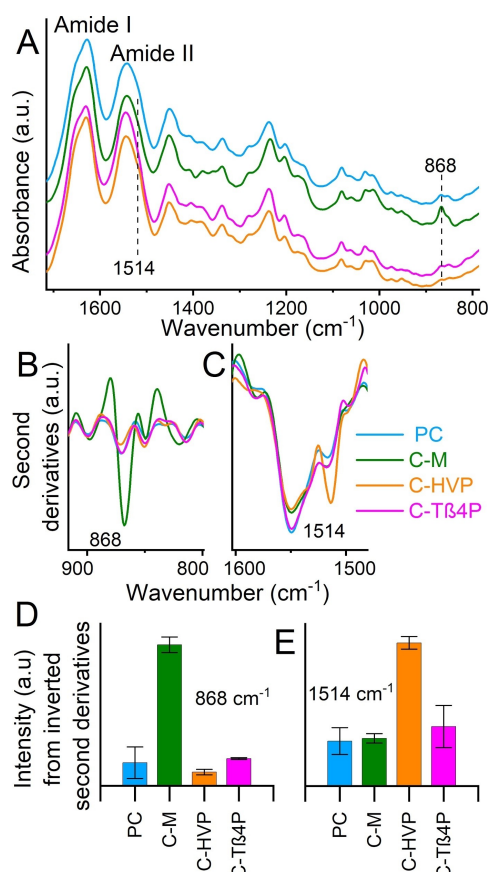 A
Amide I
Amide II
868
1514
Absorbance (a.u.)
1600 1400 1200 1000 800
Wavenumber (cm⁻¹)
B
C
Second
derivatives (a.u.)
868
1514
PC
C-M
C-HVP
C-Tß4P
900 800
1600 1500
Wavenumber (cm⁻¹)
D
E
Intensity (a.u)
from inverted
second derivatives
868 cm⁻¹
1514 cm⁻¹
PC
C-M
C-HVP
C-Tß4P
PC
C-M
C-HVP
C-Tß4P